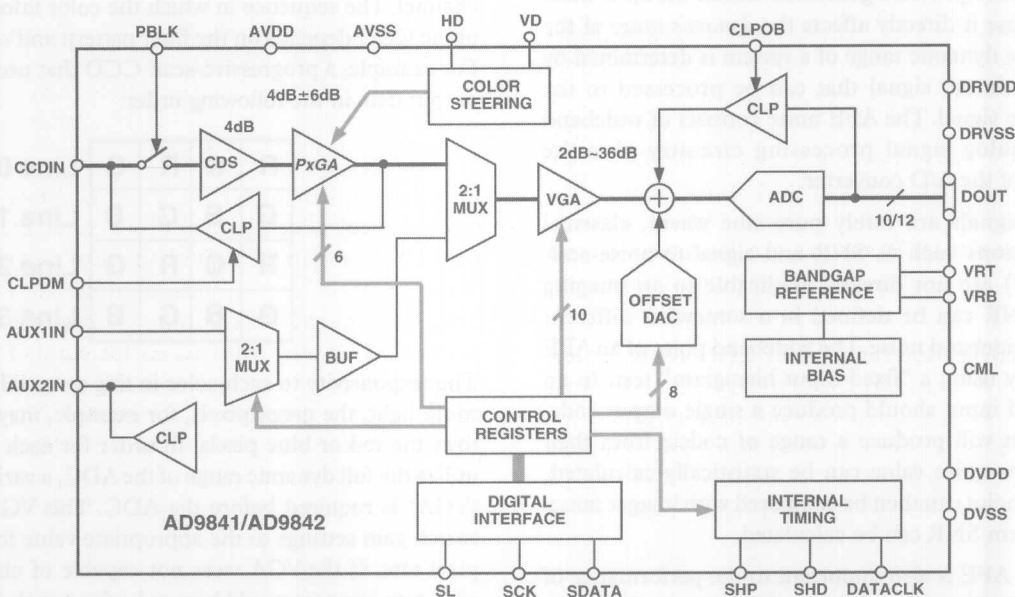 HD
VD
PBLK
AVDD
AVSS
CLPOB
COLOR
STEERING
4dB±6dB
CLP
DRVDD
DRVSS
4dB
2dB~36dB
CCDIN
CDS
PxGA
2:1
MUX
VGA
ADC
DOUT
10/12
CLP
6
BANDGAP
REFERENCE
VRT
VRB
CLPDM
OFFSET
DAC
10
AUX1IN
2:1
MUX
BUF
INTERNAL
BIAS
CML
AUX2IN
8
CLP
CONTROL
REGISTERS
DVDD
DIGITAL
INTERFACE
INTERNAL
TIMING
DVSS
AD9841/AD9842
SL
SCK
SDATA
SHP
SHD
DATACLK